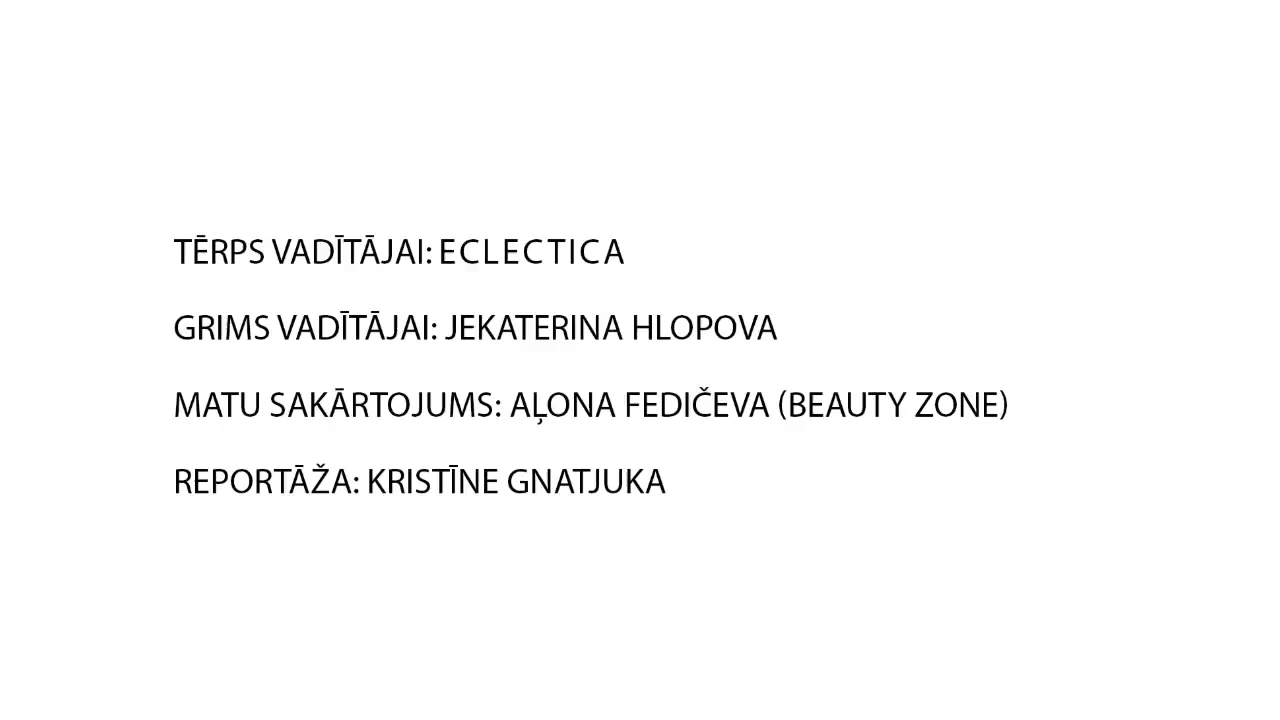 TĒRPS VADĪTĀJAI: ECLECTICA
GRIMS VADĪTĀJAI: JEKATERINA HLOPOVA
MATU SAKĀRTOJUMS: AĻONA FEDIČEVA (BEAUTY ZONE)
REPORTĀŽA: KRISTĪNE GNATJUKA